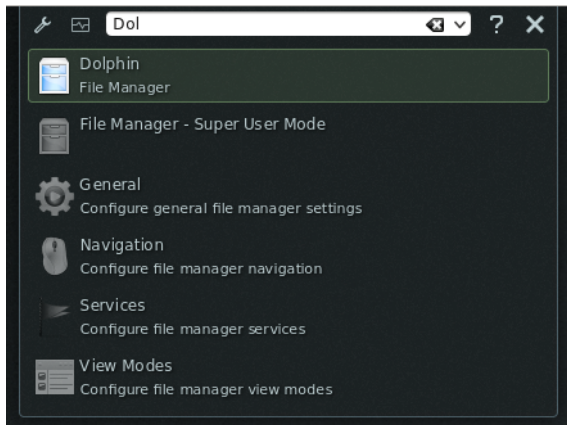 Dol
?
Dolphin
File Manager
File Manager - Super User Mode
General
Configure general file manager settings
Navigation
Configure file manager navigation
Services
Configure file manager services
View Modes
Configure file manager view modes